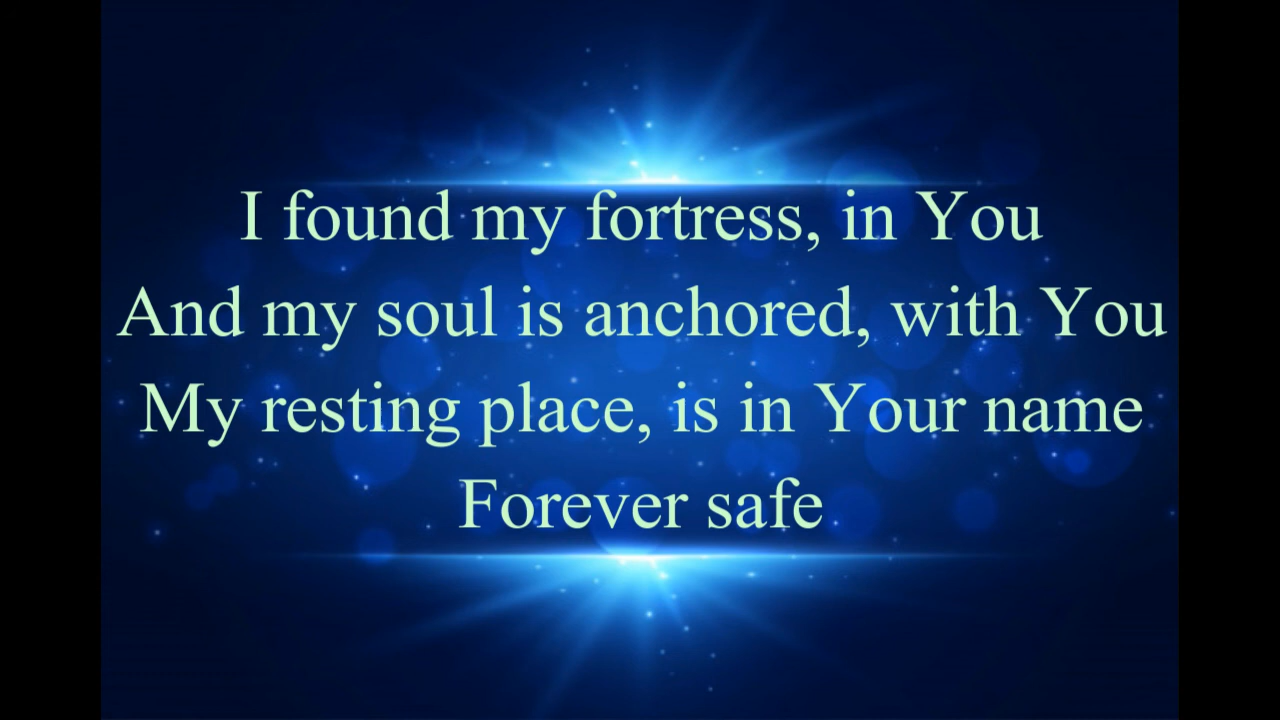 I found my fortress, in You
And my soul is anchored, with You
My resting place, is in Your name
Forever safe